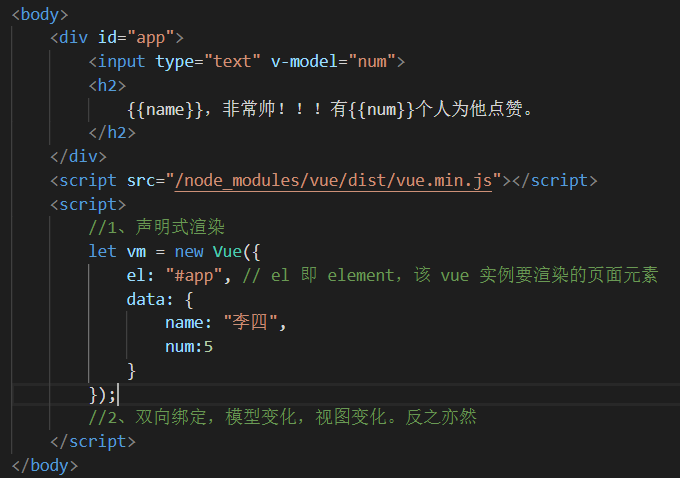 <body>
<div id="app">
<input type="text" v-model="num">
<h2>
{{name}}, 非常帅！！！有{{num}}个人为他点赞。
</h2>
</div>
<script src="/node_modules/vue/dist/vue.min.js"></script>
<script>
//1、声明式渲染
let vm = new Vue({
el: "#app", // el 即 element，该 vue 实例要渲染的页面元素
data: {
name: "李四",
num:5
}
});
//2、双向绑定，模型变化，视图变化。反之亦然
</script>
</body>